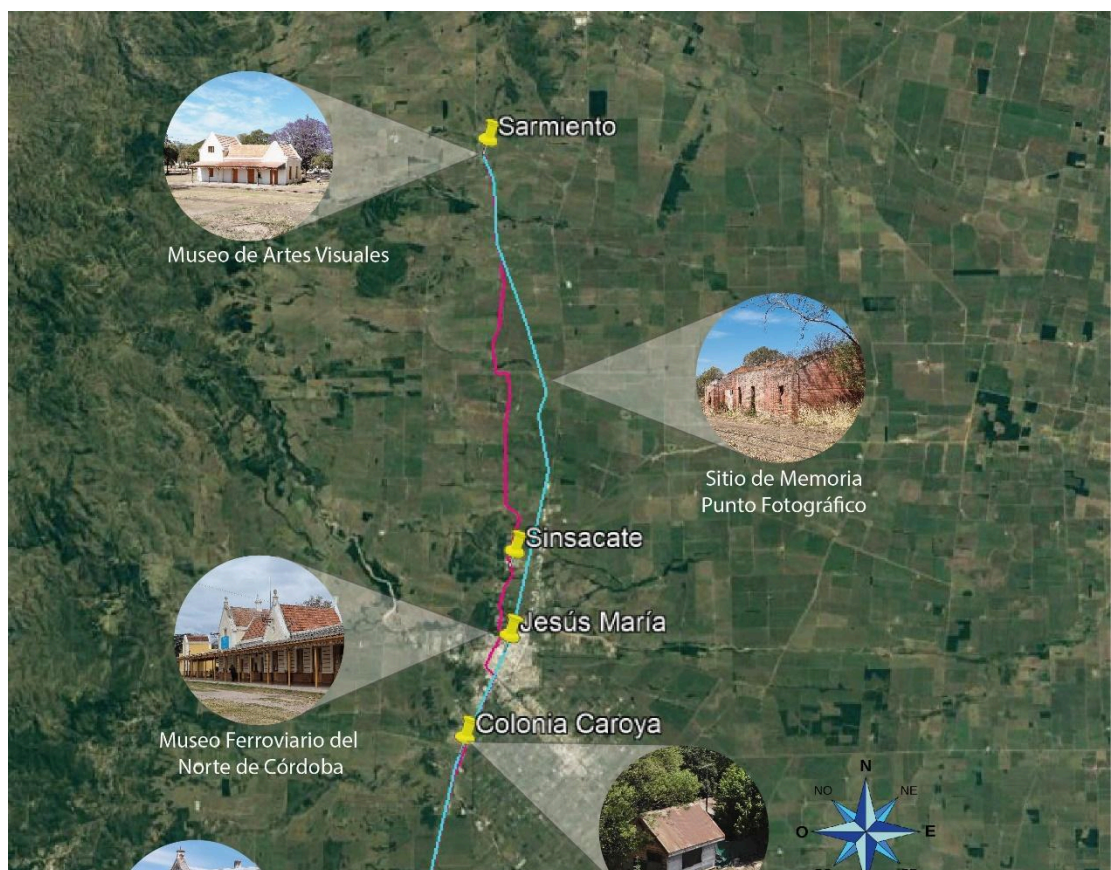 Sarmiento
Museo de Artes Visuales
Sitio de Memoria
Punto Fotográfico
Sinsacate
Jesús María
Colonia Caroya
Museo Ferroviario del
Norte de Córdoba
N
NO
NE
O
E